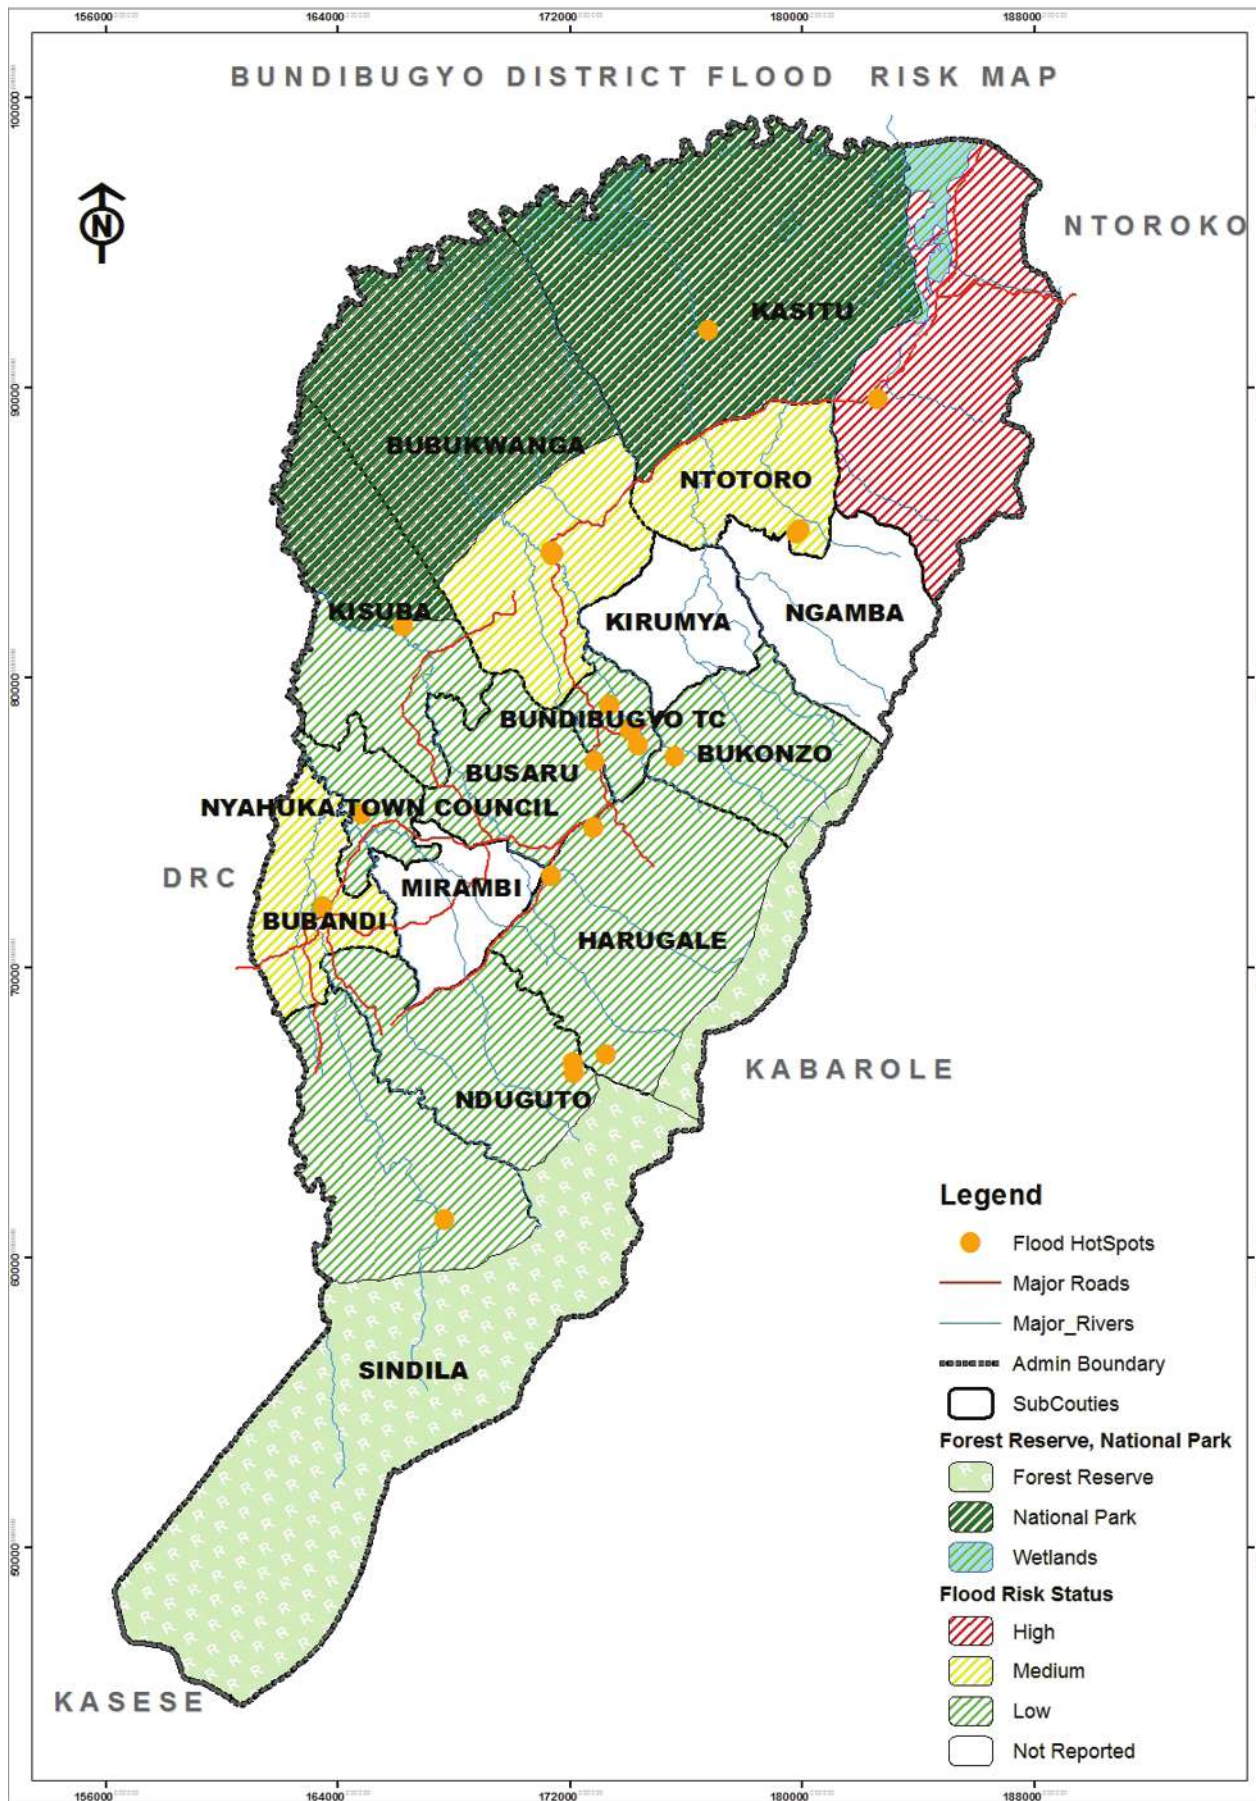 156000 164000 172000 180000 188000
BUNDIBUGYO DISTRICT FLOOD RISK MAP
100000
NTOROKO
KASITU
90000
BUBUKWANGA
NTOTORO
KISUBA
KIRUMYA
NGAMBA
80000
BUNDIBUGYO TC
BUKONZO
BUSARU
NYAHUKA TOWN COUNCIL
DRC
MIRAMBI
BUBANDI
HARUGALE
70000
KABAROLE
NDUGUTO
60000
SINDILA
50000
KASESE
Legend
Flood HotSpots
Major Roads
Major_Rivers
Admin Boundary
SubCouties
Forest Reserve, National Park
Forest Reserve
National Park
Wetlands
Flood Risk Status
High
Medium
Low
Not Reported
156000 164000 172000 180000 188000